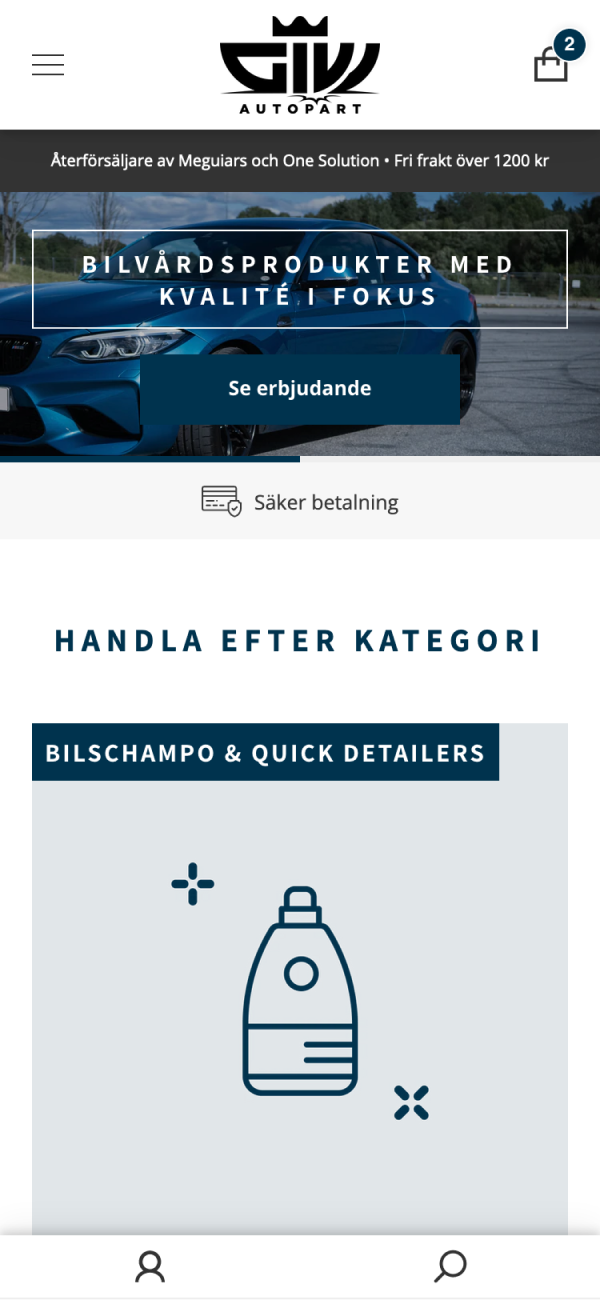 GIW
AUTOPART
2
Återförsäljare av Meguiars och One Solution • Fri frakt över 1200 kr
BILVÅRDSPRODUKTER MED
KVALITÉ I FOKUS
Se erbjudande
Säker betalning
HANDLA EFTER KATEGORI
BILSCHAMPO & QUICK DETAILERS